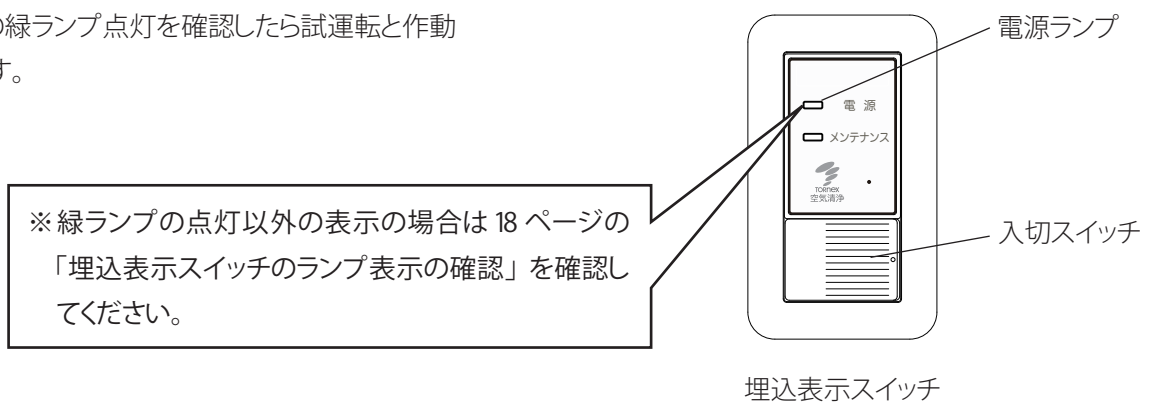 の緑ランプ点灯を確認したら試運転と作動
す。
電源ランプ
電 源
メンテナンス
TORNEX
空気清浄
※緑ランプの点灯以外の表示の場合は 18 ページの
「埋込表示スイッチのランプ表示の確認」を確認し
てください。
入切スイッチ
埋込表示スイッチ